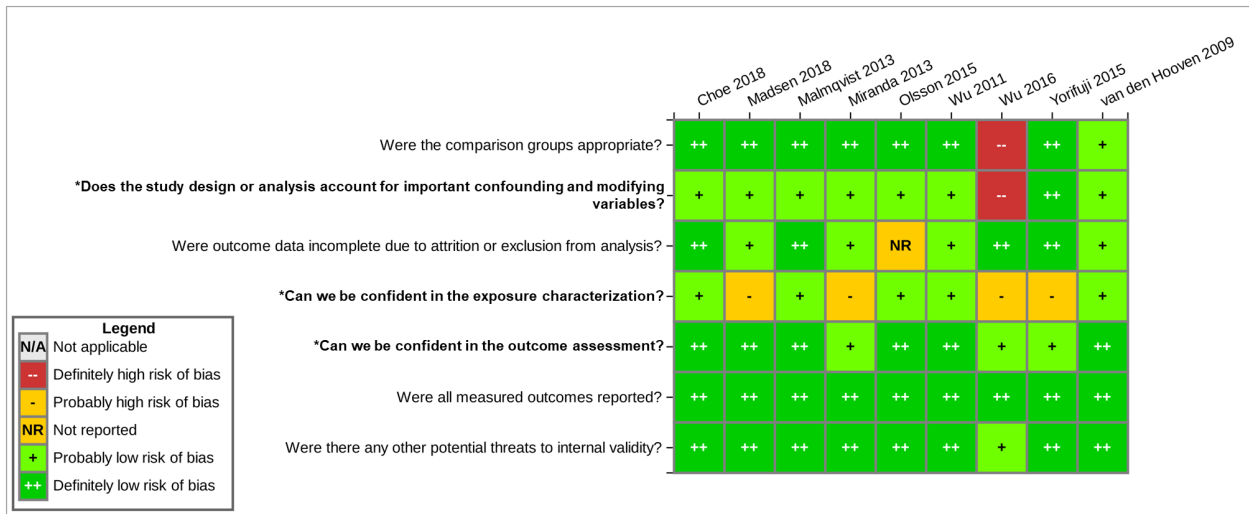 Choe 2018 Madsen 2018 Malmqvist 2013 Miranda 2013 Olsson 2015 Wu 2011 Wu 2016 Yorifuji 2015 van den Hooven 2009
Were the comparison groups appropriate? ++ ++ ++ ++ ++ ++ -- ++ +
*Does the study design or analysis account for important confounding and modifying
variables? + + + + + + -- ++ +
Were outcome data incomplete due to attrition or exclusion from analysis? ++ + ++ + NR + ++ ++ +
*Can we be confident in the exposure characterization? + - + - + + - - +
*Can we be confident in the outcome assessment? ++ ++ ++ + ++ ++ + + ++
Were all measured outcomes reported? ++ ++ ++ ++ ++ ++ ++ ++ ++
Were there any other potential threats to internal validity? ++ ++ ++ ++ ++ ++ + ++ ++
Legend
N/A Not applicable
-- Definitely high risk of bias
- Probably high risk of bias
NR Not reported
+ Probably low risk of bias
++ Definitely low risk of bias